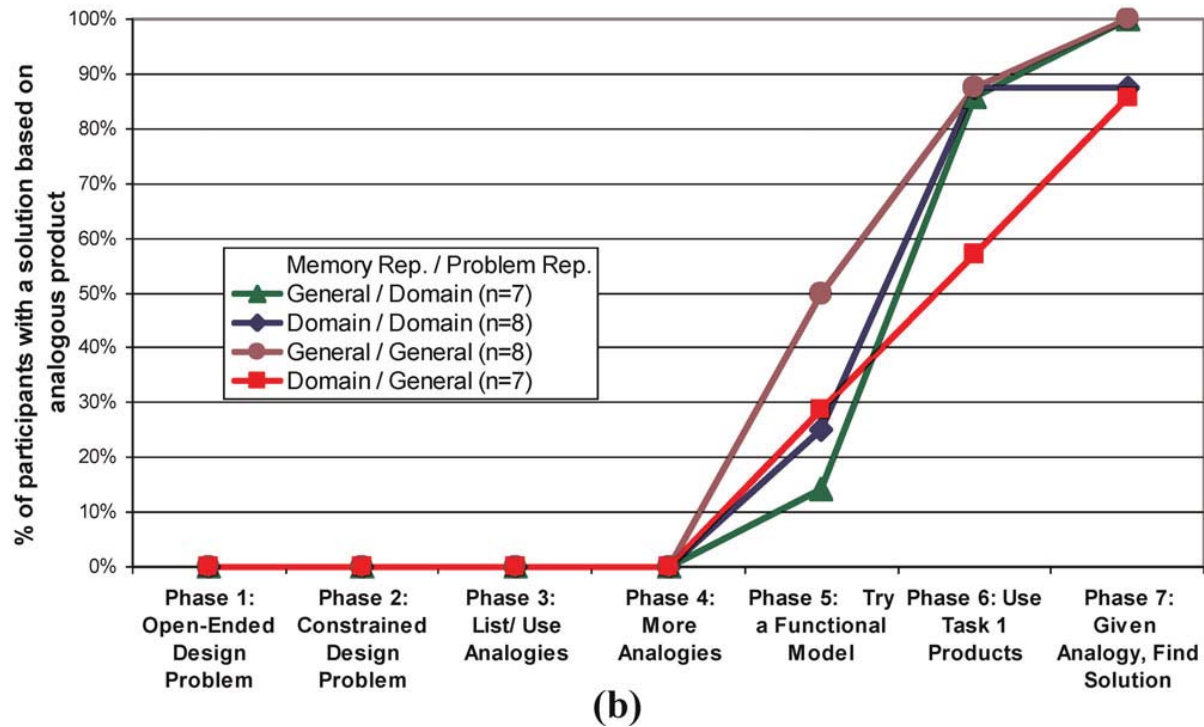 100%
90%
80%
70%
60%
50%
40%
30%
20%
10%
0%
% of participants with a solution based on
analogous product
Memory Rep. / Problem Rep.
General / Domain (n=7)
Domain / Domain (n=8)
General / General (n=8)
Domain / General (n=7)
Phase 1:
Open-Ended
Design
Problem
Phase 2:
Constrained
Design
Problem
Phase 3:
List/ Use
Analogies
Phase 4:
More
Analogies
Phase 5: Try
a Functional
Model
Phase 6: Use
Task 1
Products
Phase 7:
Given
Analogy, Find
Solution
(b)